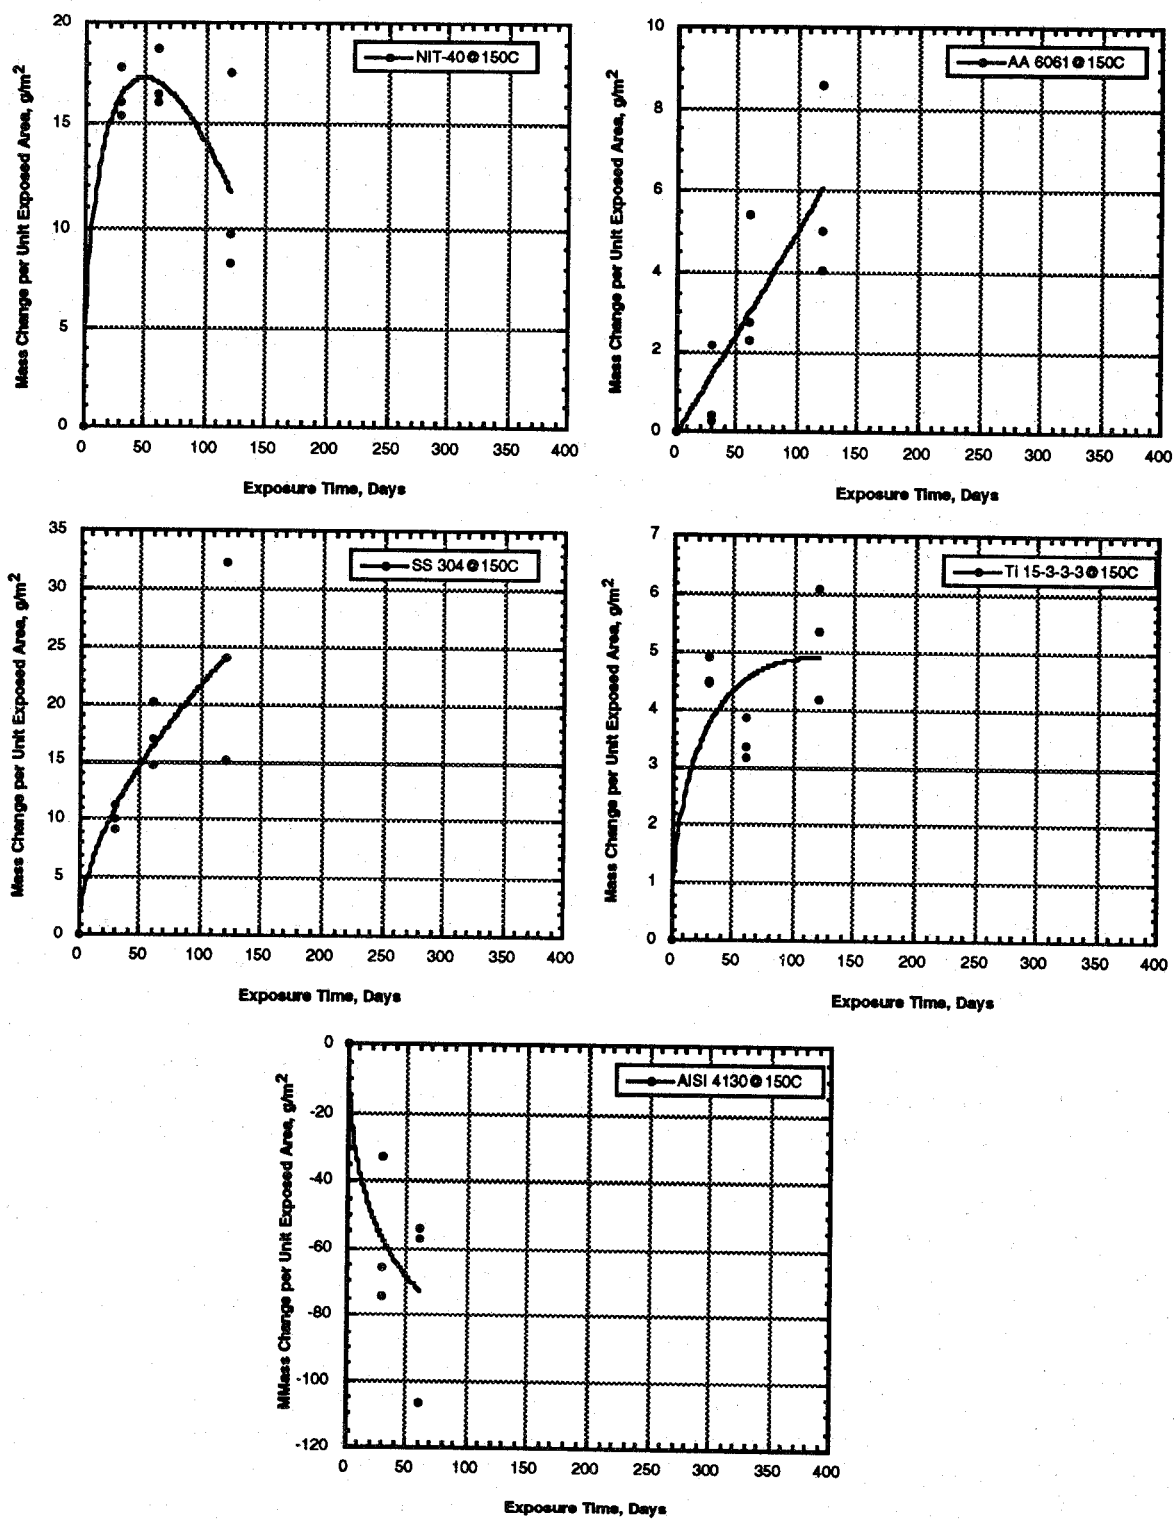 20
15
10
5
0
0 50 100 150 200 250 300 350 400
Mass Change per Unit Exposed Area, g/m2
Exposure Time, Days
NIT-40@150C
10
8
6
4
2
0
0 50 100 150 200 250 300 350 400
Mass Change per Unit Exposed Area, g/m2
Exposure Time, Days
AA 6061@150C
35
30
25
20
15
10
5
0
0 50 100 150 200 250 300 350 400
Mass Change per Unit Exposed Area, g/m2
Exposure Time, Days
SS 304@150C
7
6
5
4
3
2
1
0
0 50 100 150 200 250 300 350 400
Mass Change per Unit Exposed Area, g/m2
Exposure Time, Days
Ti 15-3-3-3@150C
0
-20
-40
-60
-80
-100
-120
0 50 100 150 200 250 300 350 400
MMass Change per Unit Exposed Area, g/m2
Exposure Time, Days
AISI 4130@150C